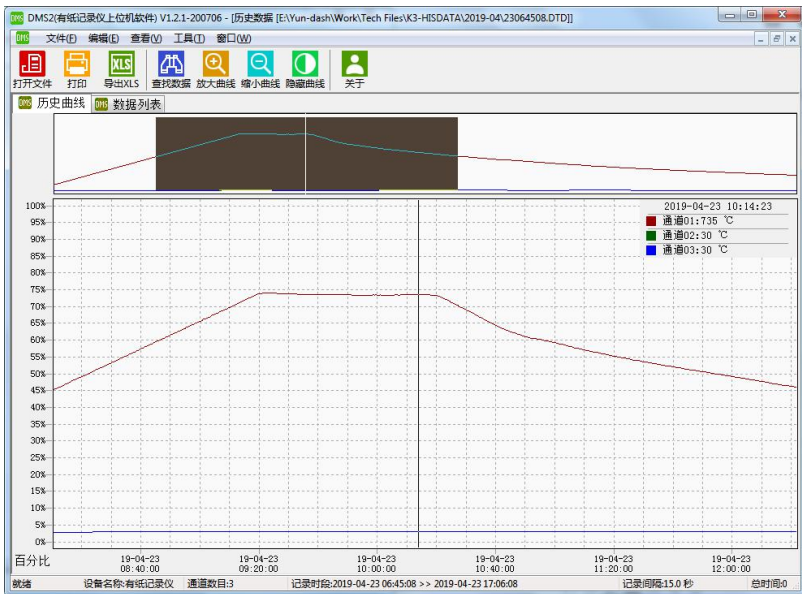 DMS2(有纸记录仪上位机软件) V1.2.1-200706 - [历史数据 [E:\Yun-dash\Work\Tech Files\K3-HISDATA\2019-04\23064508.DTD]]
DMS 文件(F) 编辑(E) 查看(V) 工具(T) 窗口(W)
XLS
打开文件 打印 导出XLS 查找数据 放大曲线 缩小曲线 隐藏曲线 关于
DMS 历史曲线 DMS 数据列表
2019-04-23 10:14:23
通道01:735 ℃
通道02:30 ℃
通道03:30 ℃
100%
95%
90%
85%
80%
75%
70%
65%
60%
55%
50%
45%
40%
35%
30%
25%
20%
15%
10%
5%
0%
百分比
19-04-23 19-04-23 19-04-23 19-04-23 19-04-23 19-04-23
08:40:00 09:20:00 10:00:00 10:40:00 11:20:00 12:00:00
就绪 设备名称:有纸记录仪 通道数目:3 记录时段:2019-04-23 06:45:08 >> 2019-04-23 17:06:08 记录间隔:15.0 秒 总时间:0